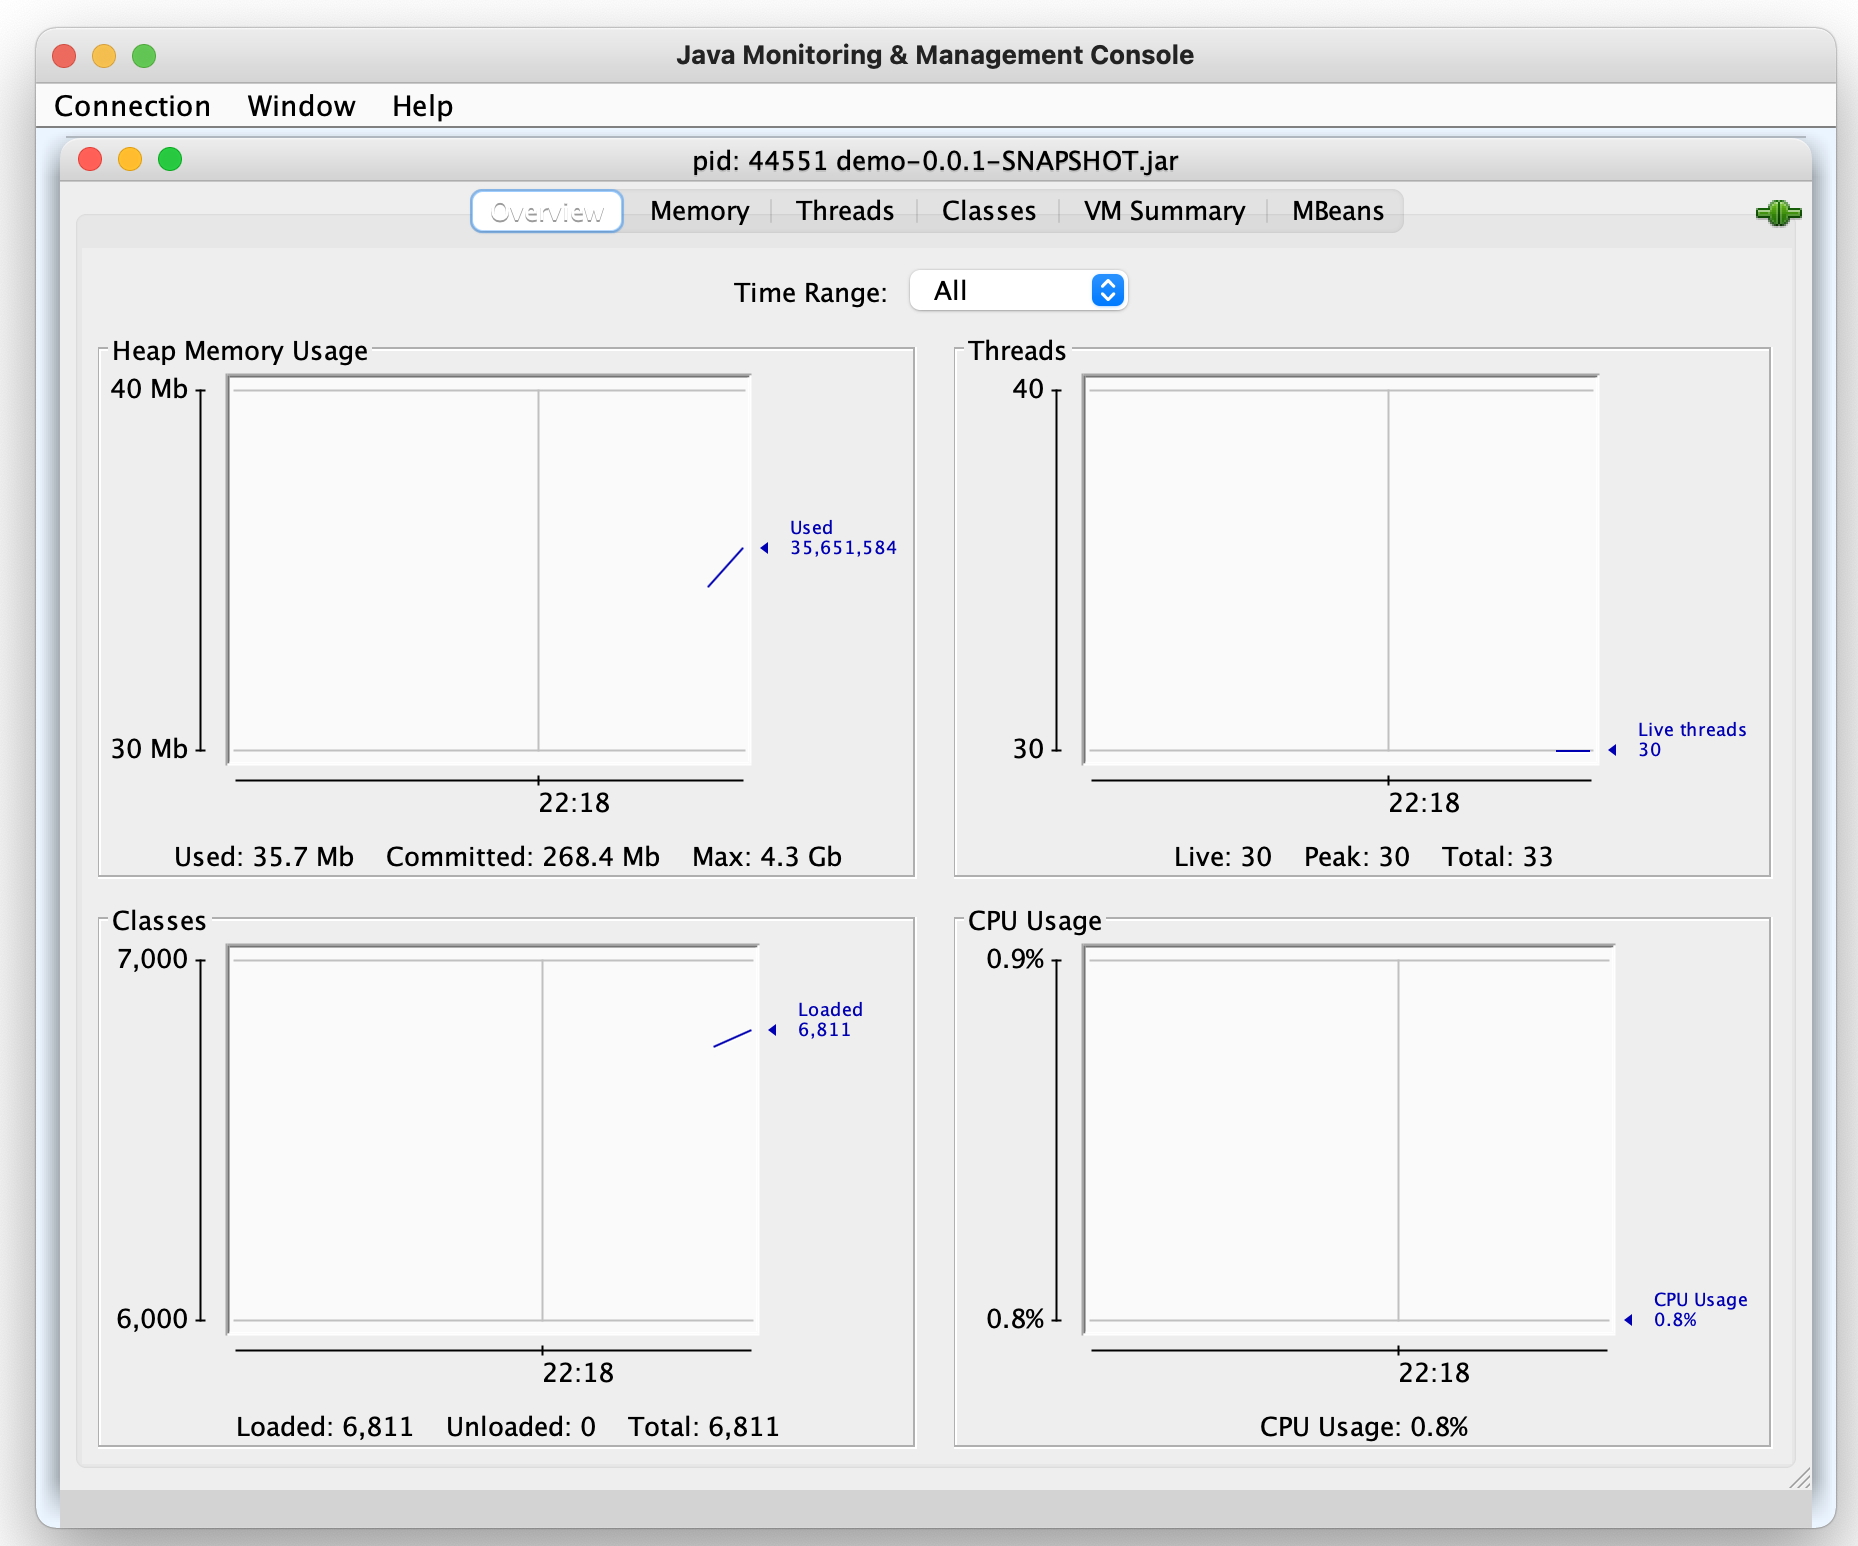 Java Monitoring & Management Console
Connection Window Help
pid: 44551 demo-0.0.1-SNAPSHOT.jar
Overview Memory Threads Classes VM Summary MBeans
Time Range: All
Heap Memory Usage
40 Mb
Used
35,651,584
30 Mb
22:18
Used: 35.7 Mb Committed: 268.4 Mb Max: 4.3 Gb
Threads
40
Live threads
30
30
22:18
Live: 30 Peak: 30 Total: 33
Classes
7,000
Loaded
6,811
6,000
22:18
Loaded: 6,811 Unloaded: 0 Total: 6,811
CPU Usage
0.9%
CPU Usage
0.8%
0.8%
22:18
CPU Usage: 0.8%